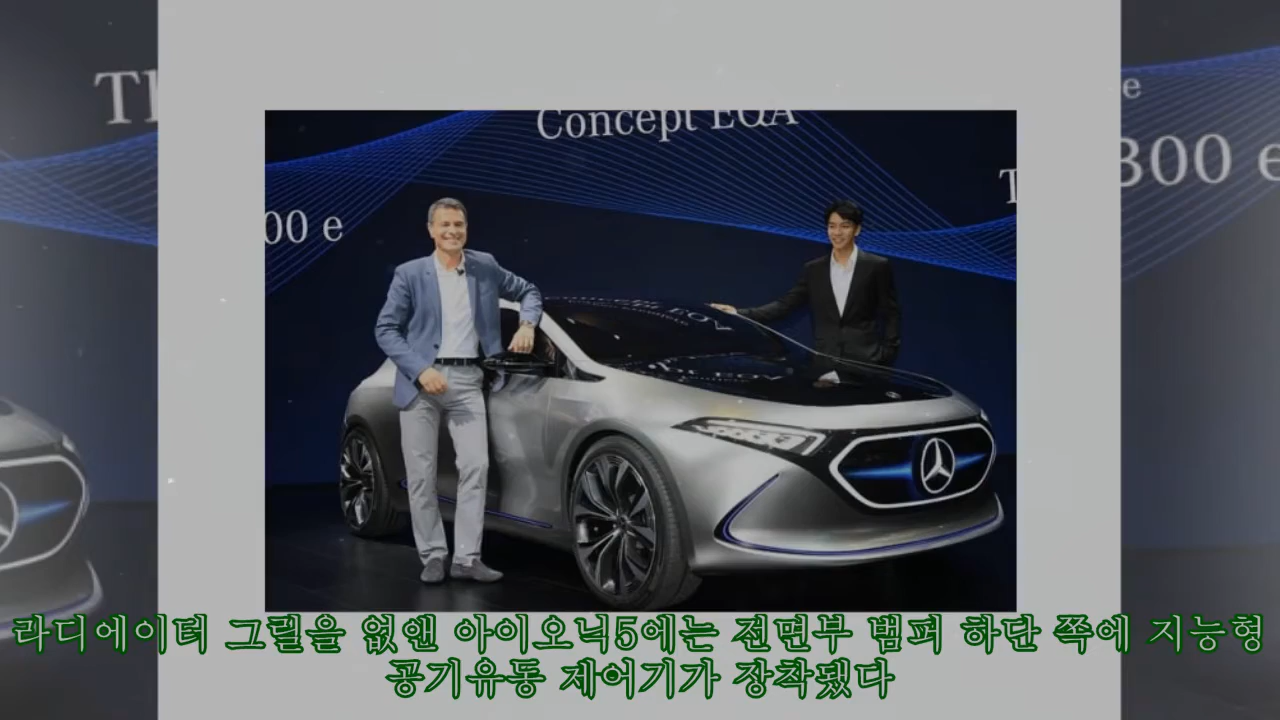 Concept EQA
Th
e
300 e
T
00 e
라디에이터 그릴을 없앤 아이오닉5에는 전면부 범퍼 하단 쪽에 지능형
공기유동 제어기가 장착됐다